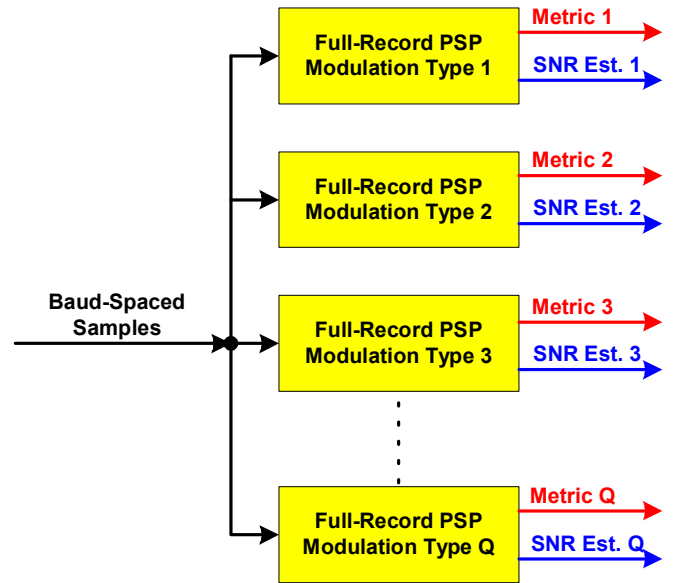 Full-Record PSP
Modulation Type 1
Metric 1
SNR Est. 1
Full-Record PSP
Modulation Type 2
Metric 2
SNR Est. 2
Baud-Spaced
Samples
Full-Record PSP
Modulation Type 3
Metric 3
SNR Est. 3
Full-Record PSP
Modulation Type Q
Metric Q
SNR Est. Q